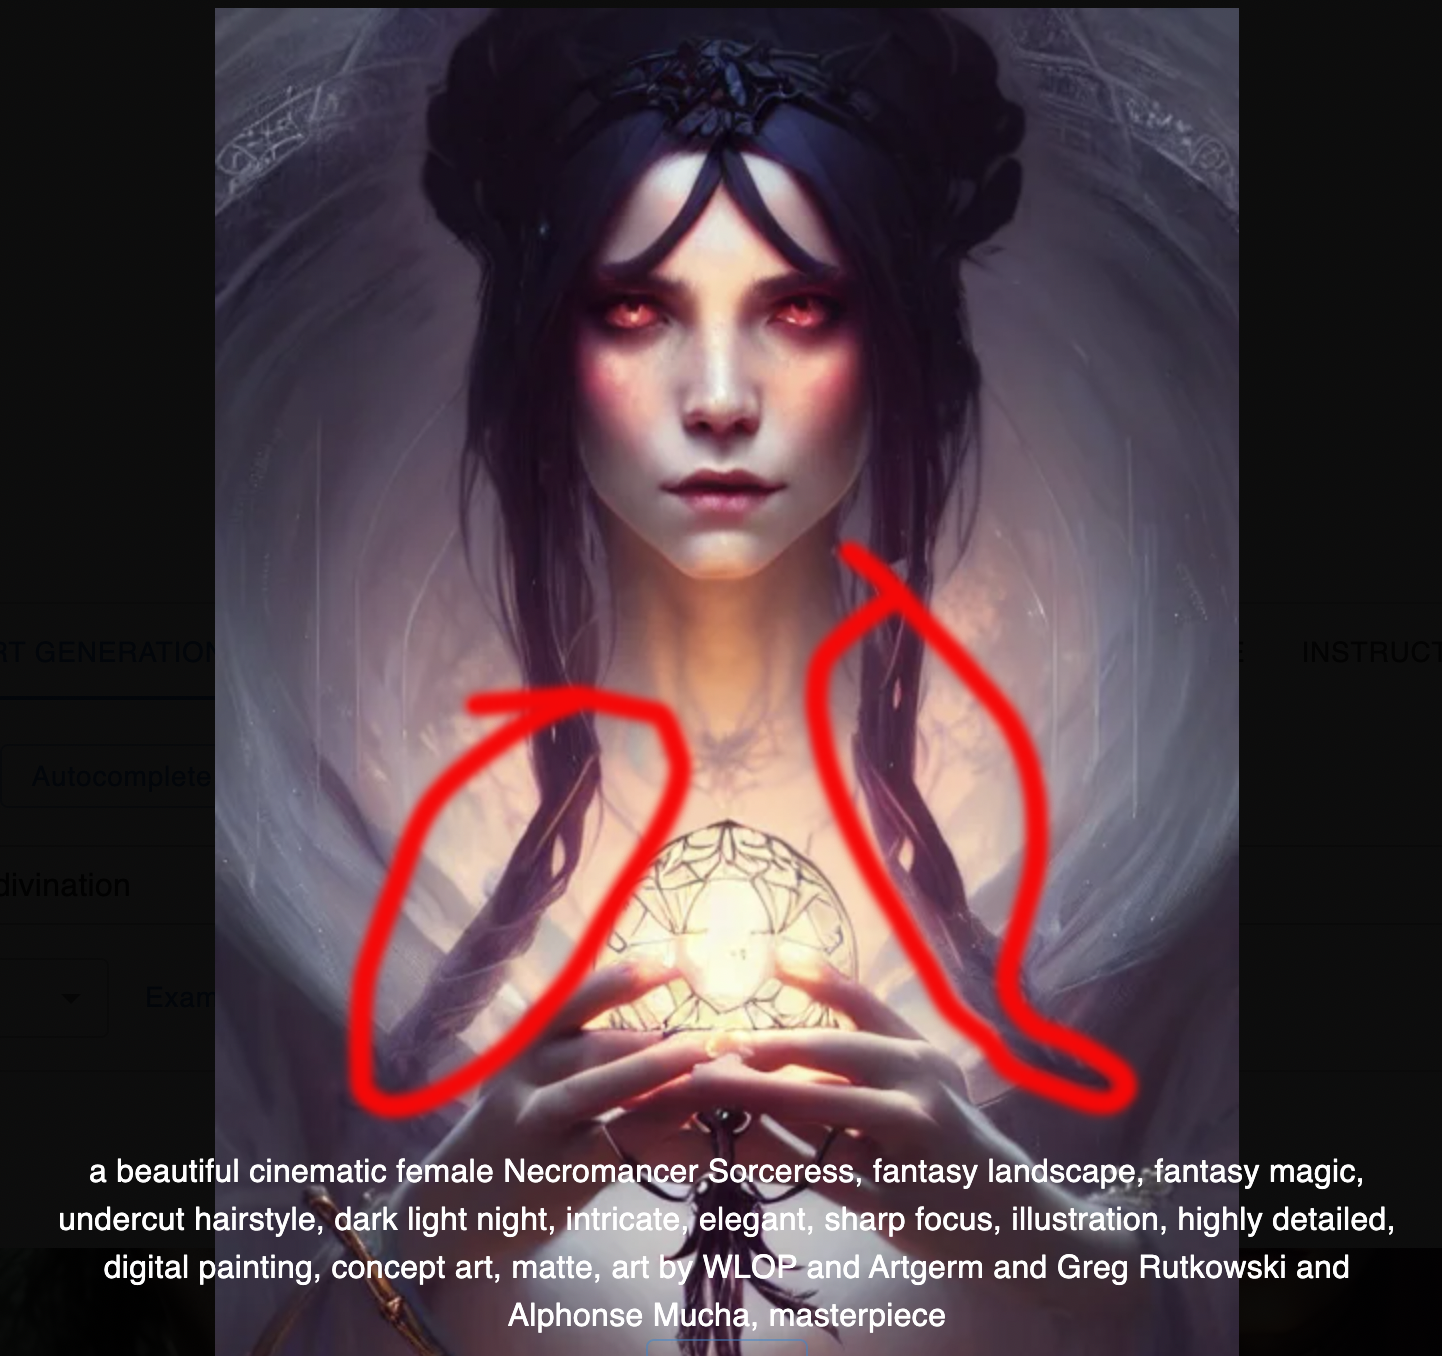 RT GENERATION
INSTRUCT
Autocomplete
divination
Exam
a beautiful cinematic female Necromancer Sorceress, fantasy landscape, fantasy magic,
undercut hairstyle, dark light night, intricate, elegant, sharp focus, illustration, highly detailed,
digital painting, concept art, matte, art by WLOP and Artgerm and Greg Rutkowski and
Alphonse Mucha, masterpiece